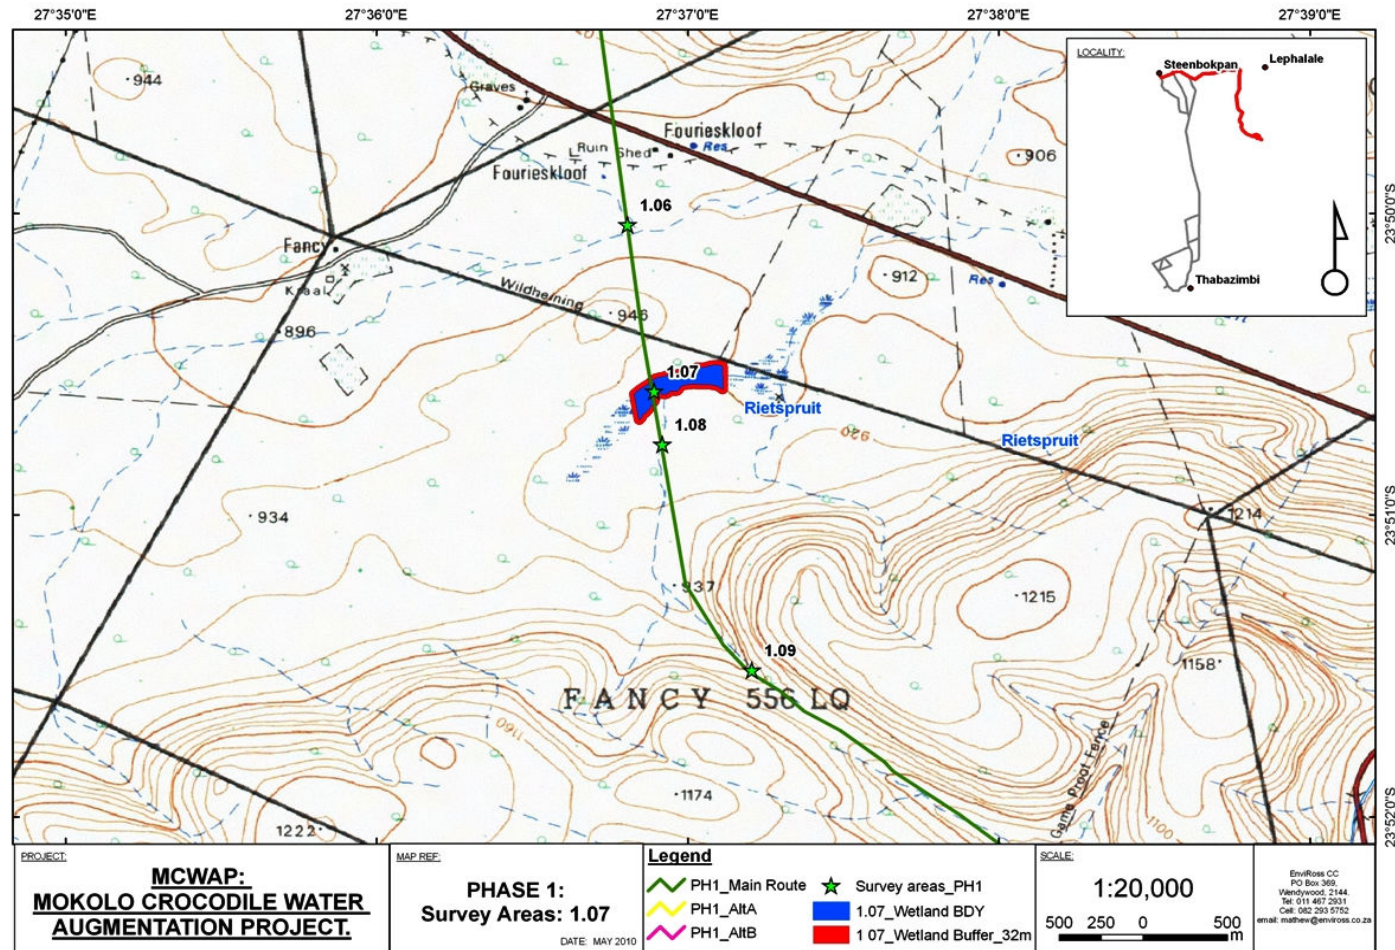 27°35'0"E 27°36'0"E 27°37'0"E 27°38'0"E 27°39'0"E
LOCALITY:
Steenbokpan
Lephalale
Thabazimbi
944
Graves
Fourieskloof
Ruin Shed
Res
Fourieskloof
906
1.06
23°50'0"S
Fancy
Kraal
912
Res
Wildheining
946
896
1.07
Rietspruit
1.08
920
Rietspruit
23°51'0"S
934
1214
937
1215
1.09
1158
FANCY 556 LQ
1160
Game Proof Fence
1174
1222
1100
23°52'0"S
PROJECT:
MCWAP:
MOKOLO CROCODILE WATER
AUGMENTATION PROJECT.
MAP REF:
PHASE 1:
Survey Areas: 1.07
DATE: MAY 2010
Legend
PH1_Main Route
PH1_AltA
PH1_AltB
Survey areas_PH1
1.07_Wetland BDY
1 07_Wetland Buffer_32m
SCALE:
1:20,000
500 250 0 500
m
EnviRoss CC
PO Box 369,
Wendywood, 2144.
Tel: 011 467 2931
Cell: 082 293 5752
email: mathew@enviross.co.za